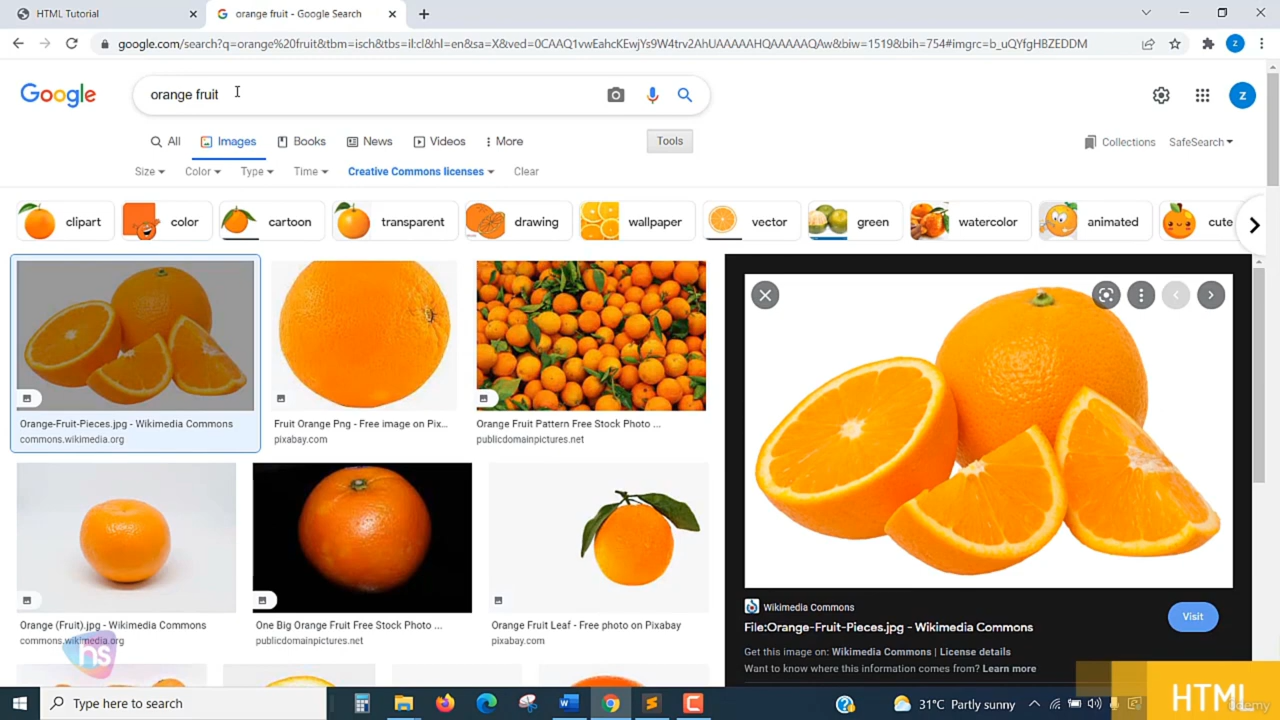 HTML Tutorial
orange fruit - Google Search
google.com/search?q=orange%20fruit&tbm=isch&tbs=il:cl&hl=en&sa=X&ved=0CAAQ1vwEahcKEwjYs9W4trv2AhUAAAAAHQAAAAAQAw&biw=1519&bih=754#imgrc=b_uQYfgHBZEDDM
Z
Google
orange fruit
Z
All
Images
Books
News
Videos
More
Tools
Collections
SafeSearch
Size
Color
Type
Time
Creative Commons licenses
Clear
clipart
color
cartoon
transparent
drawing
wallpaper
vector
green
watercolor
animated
cute
Orange-Fruit-Pieces.jpg - Wikimedia Commons
commons.wikimedia.org
Fruit Orange Png - Free image on Pix...
pixabay.com
Orange Fruit Pattern Free Stock Photo ...
publicdomainpictures.net
Orange (Fruit).jpg - Wikimedia Commons
commons.wikimedia.org
One Big Orange Fruit Free Stock Photo ...
publicdomainpictures.net
Orange Fruit Leaf - Free photo on Pixabay
pixabay.com
Wikimedia Commons
File:Orange-Fruit-Pieces.jpg - Wikimedia Commons
Visit
Get this image on: Wikimedia Commons | License details
Want to know where this information comes from? Learn more
hs
Type here to search
31°C Partly sunny
HTML
Udemy